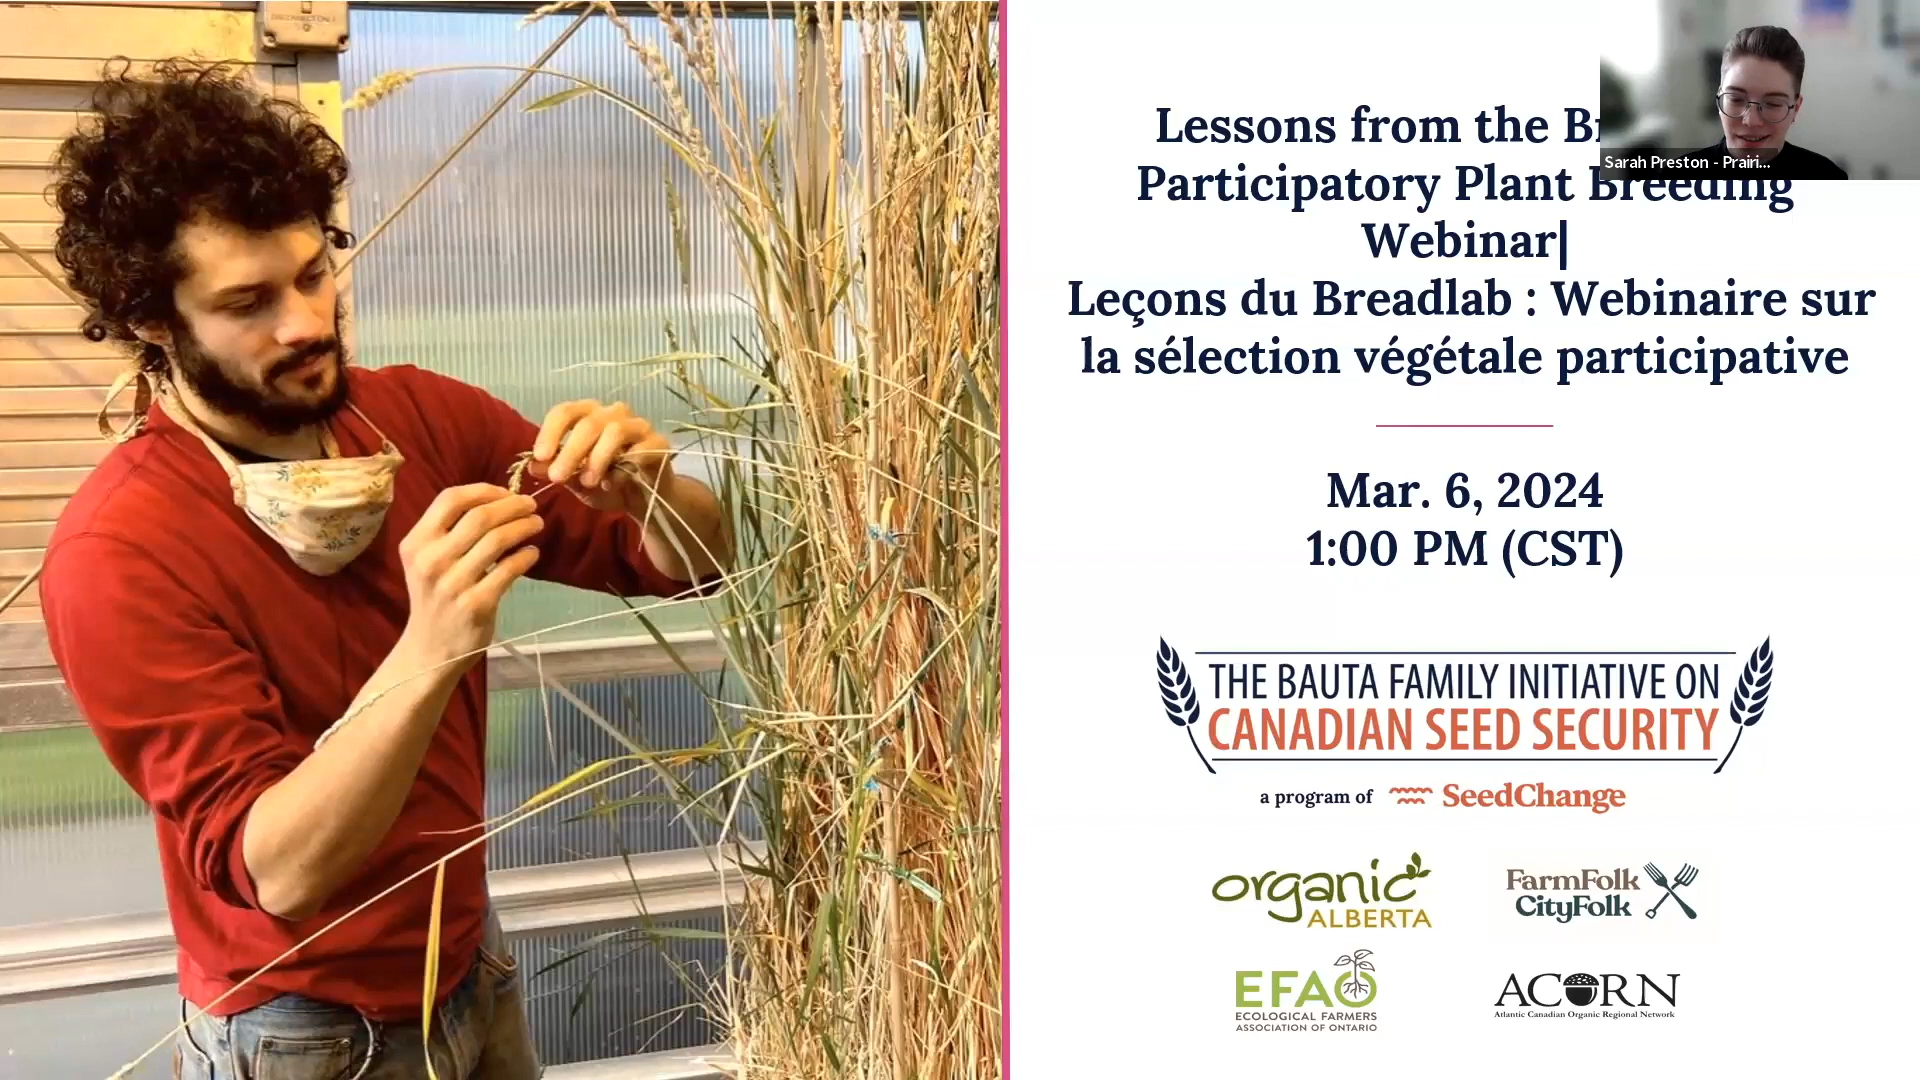 Lessons from the Br
Participatory Plant Breeding
Webinar|
Leçons du Breadlab : Webinaire sur
la sélection végétale participative
Sarah Preston - Prairi...
Mar. 6, 2024
1:00 PM (CST)
THE BAUTA FAMILY INITIATIVE ON
CANADIAN SEED SECURITY
a program of SeedChange
organic
ALBERTA
FarmFolk
CityFolk
EFAO
ECOLOGICAL FARMERS
ASSOCIATION OF ONTARIO
ACORN
Atlantic Canadian Organic Regional Network